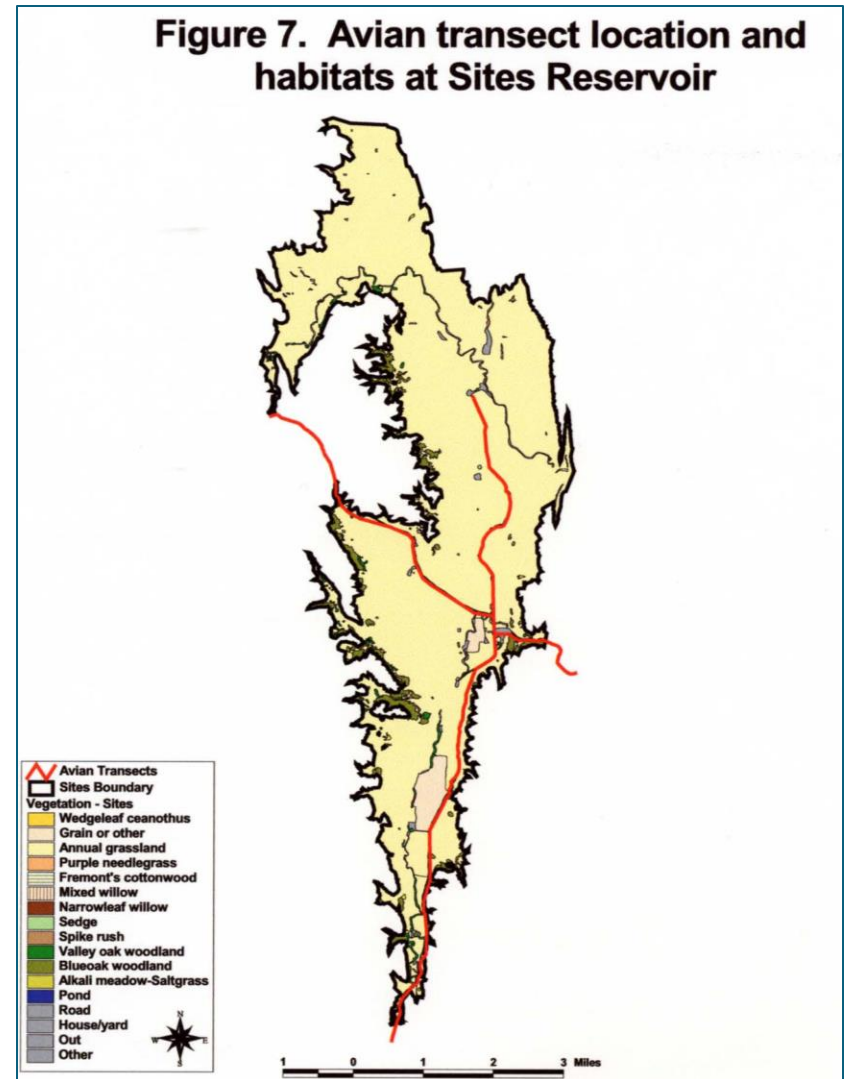 Figure 7. Avian transect location and
habitats at Sites Reservoir
Avian Transects
Sites Boundary
Vegetation - Sites
Wedgeleaf ceanothus
Grain or other
Annual grassland
Purple needlegrass
Fremont's cottonwood
Mixed willow
Narrowleaf willow
Sedge
Spike rush
Valley oak woodland
Blueoak woodland
Alkali meadow-Saltgrass
Pond
Road
House/yard
Out
Other
N
W E
S
1 0 1 2 3 Miles